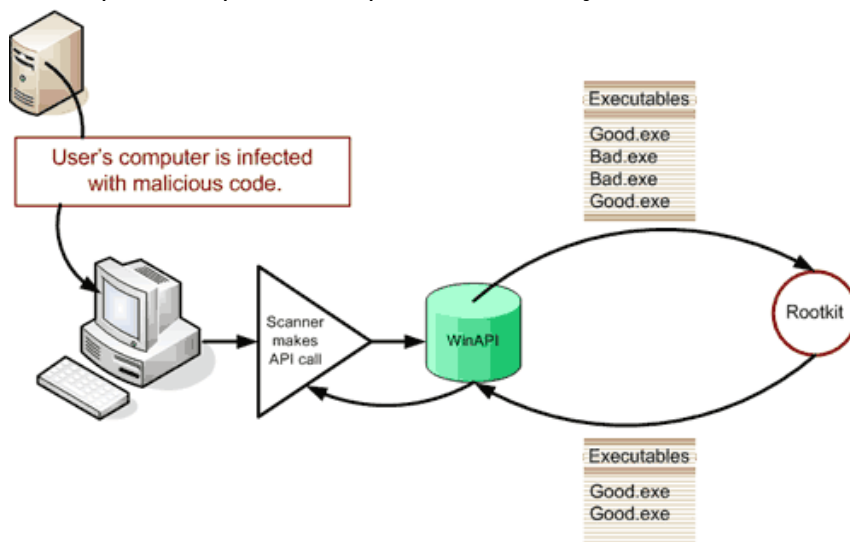 User's computer is infected
with malicious code.
Scanner
makes
API call
WinAPI
Executables
Good.exe
Bad.exe
Bad.exe
Good.exe
Rootkit
Executables
Good.exe
Good.exe